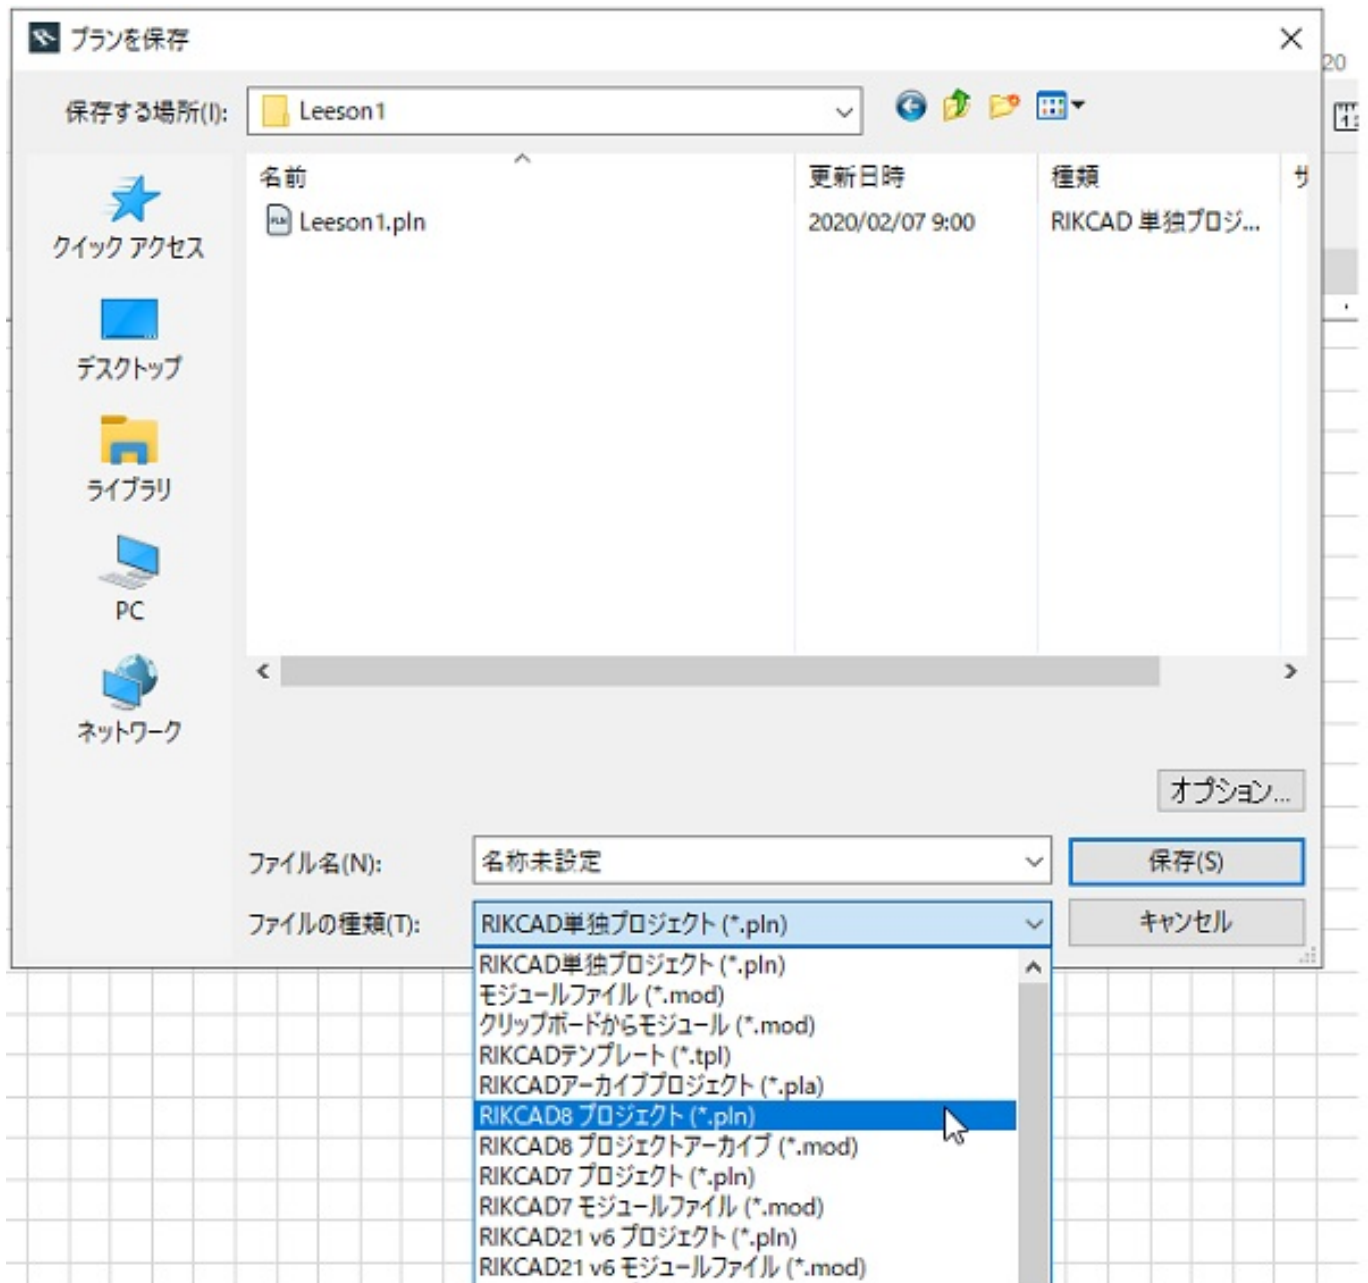 プランを保存
20
保存する場所(I):
Leeson1
名前
更新日時
種類
サ
Leeson1.pln
2020/02/07 9:00
RIKCAD 単独プロジ...
クイック アクセス
デスクトップ
ライブラリ
PC
ネットワーク
オプション...
ファイル名(N):
名称未設定
保存(S)
ファイルの種類(T):
RIKCAD単独プロジェクト (*.pln)
キャンセル
RIKCAD単独プロジェクト (*.pln)
モジュールファイル (*.mod)
クリップボードからモジュール (*.mod)
RIKCADテンプレート (*.tpl)
RIKCADアーカイブプロジェクト (*.pla)
RIKCAD8 プロジェクト (*.pln)
RIKCAD8 プロジェクトアーカイブ (*.mod)
RIKCAD7 プロジェクト (*.pln)
RIKCAD7 モジュールファイル (*.mod)
RIKCAD21 v6 プロジェクト (*.pln)
RIKCAD21 v6 モジュールファイル (*.mod)